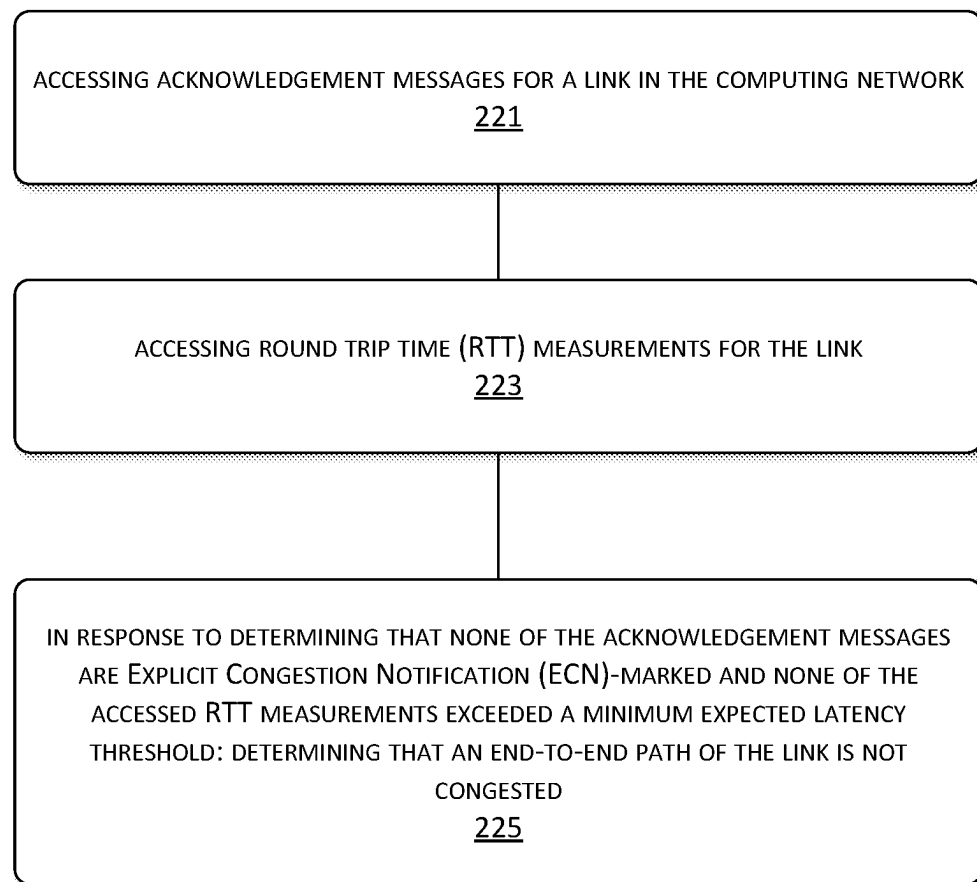 ACCESSING ACKNOWLEDGEMENT MESSAGES FOR A LINK IN THE COMPUTING NETWORK
221
ACCESSING ROUND TRIP TIME (RTT) MEASUREMENTS FOR THE LINK
223
IN RESPONSE TO DETERMINING THAT NONE OF THE ACKNOWLEDGEMENT MESSAGES
ARE EXPLICIT CONGESTION NOTIFICATION (ECN)-MARKED AND NONE OF THE
ACCESSED RTT MEASUREMENTS EXCEEDED A MINIMUM EXPECTED LATENCY
THRESHOLD: DETERMINING THAT AN END-TO-END PATH OF THE LINK IS NOT
CONGESTED
225